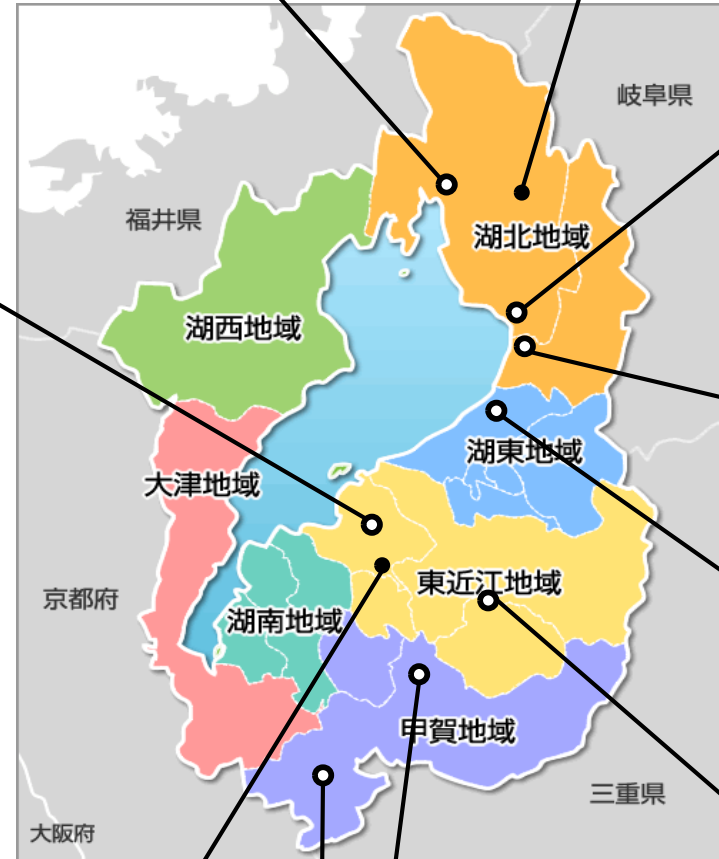 岐阜県
福井県
湖北地域
湖西地域
湖東地域
大津地域
東近江地域
京都府
湖南地域
甲賀地域
三重県
大阪府